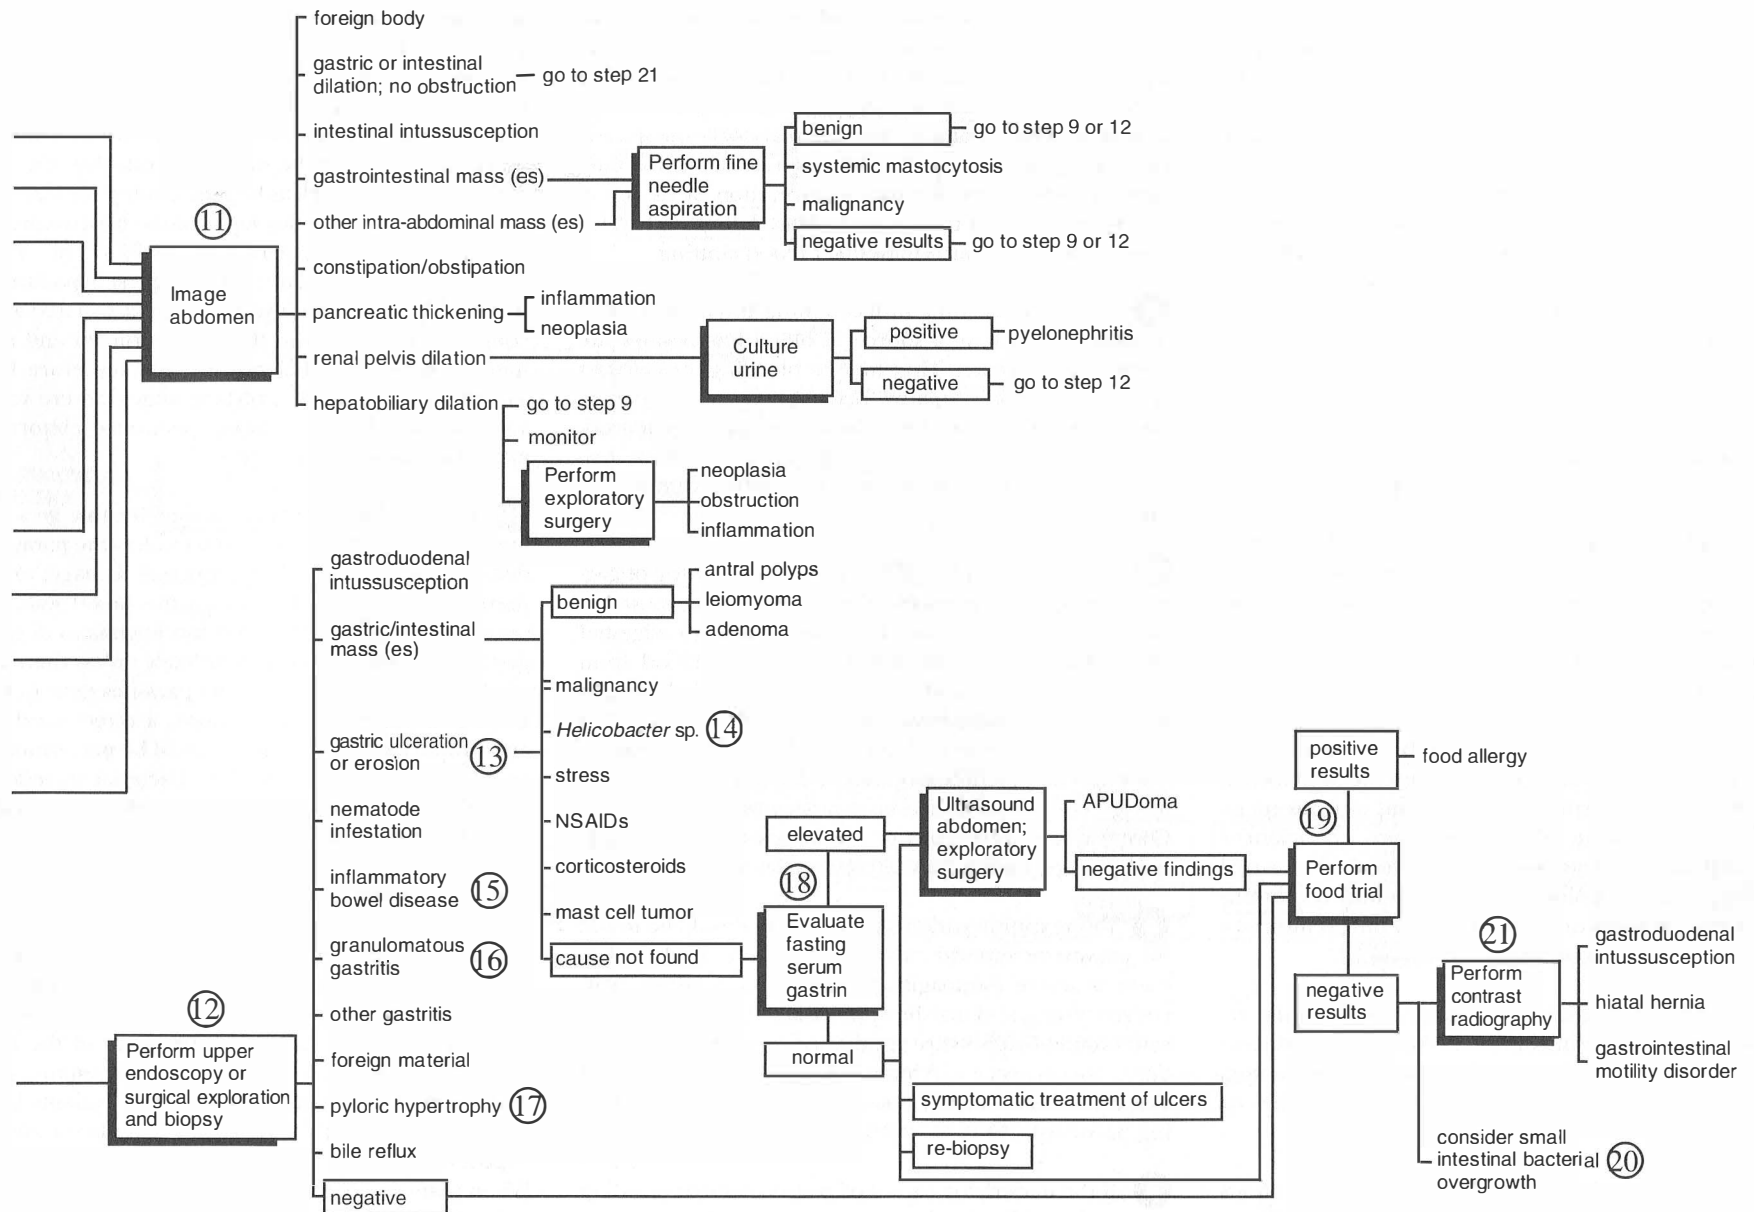 foreign body
gastric or intestinal
dilation; no obstruction
go to step 21
intestinal intussusception
gastrointestinal mass (es)
other intra-abdominal mass (es)
Perform fine
needle
aspiration
benign
go to step 9 or 12
systemic mastocytosis
malignancy
negative results
go to step 9 or 12
11
Image
abdomen
constipation/obstipation
pancreatic thickening
inflammation
neoplasia
renal pelvis dilation
Culture
urine
positive
pyelonephritis
negative
go to step 12
hepatobiliary dilation
go to step 9
monitor
Perform
exploratory
surgery
neoplasia
obstruction
inflammation
12
Perform upper
endoscopy or
surgical exploration
and biopsy
gastroduodenal
intussusception
gastric/intestinal
mass (es)
gastric ulceration
or erosion
13
nematode
infestation
inflammatory
bowel disease
15
granulomatous
gastritis
16
other gastritis
foreign material
pyloric hypertrophy
17
bile reflux
negative
benign
antral polyps
leiomyoma
adenoma
malignancy
Helicobacter sp.
14
stress
NSAIDs
corticosteroids
mast cell tumor
cause not found
elevated
18
Evaluate
fasting
serum
gastrin
normal
Ultrasound
abdomen;
exploratory
surgery
APUDoma
negative findings
symptomatic treatment of ulcers
re-biopsy
positive
results
food allergy
19
Perform
food trial
negative
results
21
Perform
contrast
radiography
gastroduodenal
intussusception
hiatal hernia
gastrointestinal
motility disorder
consider small
intestinal bacterial
overgrowth
20